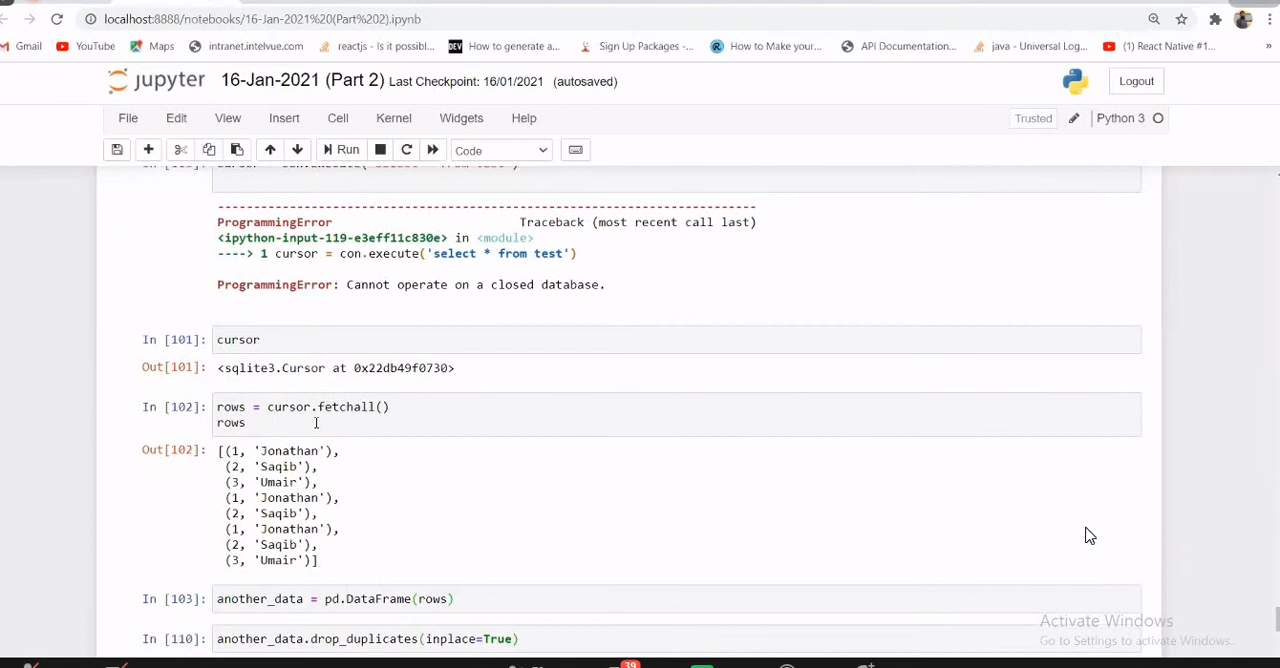 localhost:8888/notebooks/16-Jan-2021%20(Part%202).ipynb
Gmail YouTube Maps intranet.intelvue.com reactjs - Is it possibl... DEV How to generate a... Sign Up Packages -... How to Make your... API Documentation... java - Universal Log... (1) React Native #1... »
jupyter 16-Jan-2021 (Part 2) Last Checkpoint: 16/01/2021 (autosaved) Logout
File Edit View Insert Cell Kernel Widgets Help Trusted Python 3
Run Code
---------------------------------------------------------------------------
ProgrammingError Traceback (most recent call last)
<ipython-input-119-e3eff11c830e> in <module>
----> 1 cursor = con.execute('select * from test')
ProgrammingError: Cannot operate on a closed database.
In [101]: cursor
Out[101]: <sqlite3.Cursor at 0x22db49f0730>
In [102]: rows = cursor.fetchall()
rows
Out[102]: [(1, 'Jonathan'),
(2, 'Saqib'),
(3, 'Umair'),
(1, 'Jonathan'),
(2, 'Saqib'),
(1, 'Jonathan'),
(2, 'Saqib'),
(3, 'Umair')]
In [103]: another_data = pd.DataFrame(rows)
In [110]: another_data.drop_duplicates(inplace=True)
Activate Windows
Go to Settings to activate Windows.
39